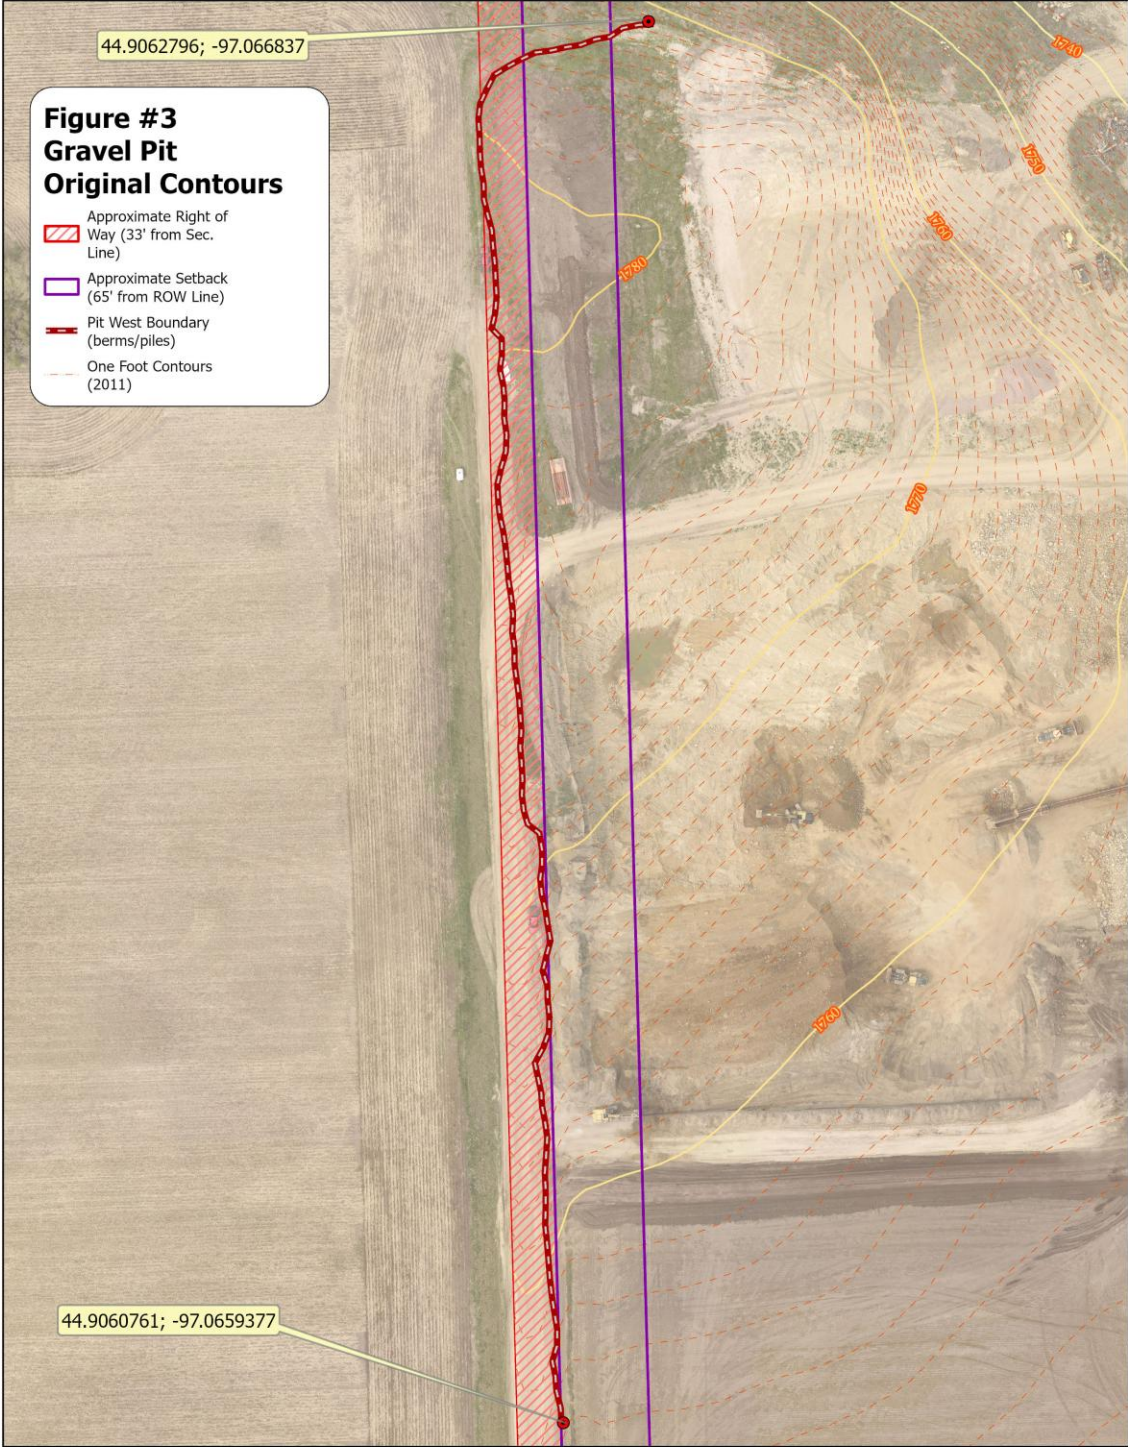 44.9062796; -97.066837
Figure #3
Gravel Pit
Original Contours
Approximate Right of
Way (33' from Sec.
Line)
Approximate Setback
(65' from ROW Line)
Pit West Boundary
(berms/piles)
One Foot Contours
(2011)
1740
1750
1760
1780
1770
1760
44.9060761; -97.0659377